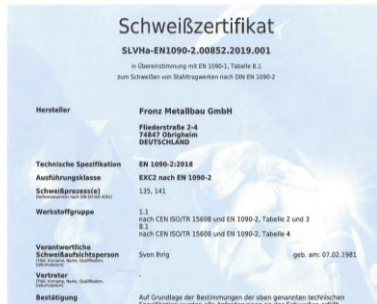 Schweißzertifikat
SLVHa-EN1090-2.00852.2019.001
in Übereinstimmung mit EN 1090-1, Tabelle B.1
zum Schweißen von Stahltragwerken nach DIN EN 1090-2
Hersteller
Fronz Metallbau GmbH
Fliederstraße 2-4
74847 Obrigheim
DEUTSCHLAND
Technische Spezifikation
EN 1090-2:2018
Ausführungsklasse
EXC2 nach EN 1090-2
Schweißprozess(e)
135, 141
Werkstoffgruppe
1.1
nach CEN ISO/TR 15608 und EN 1090-2, Tabelle 2 und 3
8.1
nach CEN ISO/TR 15608 und EN 1090-2, Tabelle 4
Verantwortliche
Schweißaufsichtsperson
Sven Ihrig
geb. am: 07.02.1981
Vertreter
-
Bestätigung
Auf Grundlage der Bestimmungen der oben genannten technischen